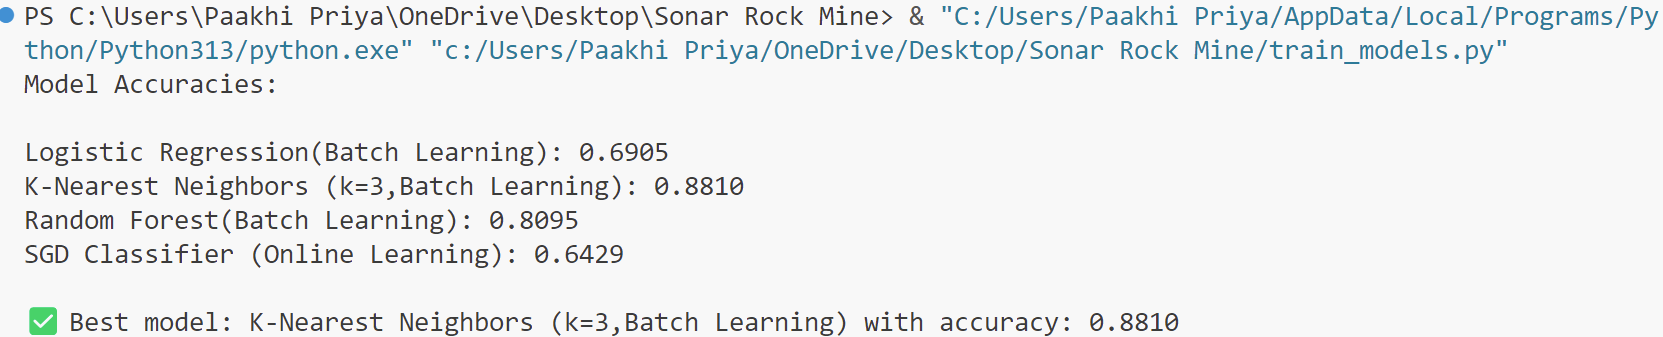 PS C:\Users\Paakhi Priya\OneDrive\Desktop\Sonar Rock Mine> & "C:/Users/Paakhi Priya/AppData/Local/Programs/Py
thon/Python313/python.exe" "c:/Users/Paakhi Priya/OneDrive/Desktop/Sonar Rock Mine/train_models.py"
Model Accuracies:
Logistic Regression(Batch Learning): 0.6905
K-Nearest Neighbors (k=3,Batch Learning): 0.8810
Random Forest(Batch Learning): 0.8095
SGD Classifier (Online Learning): 0.6429
✅ Best model: K-Nearest Neighbors (k=3,Batch Learning) with accuracy: 0.8810